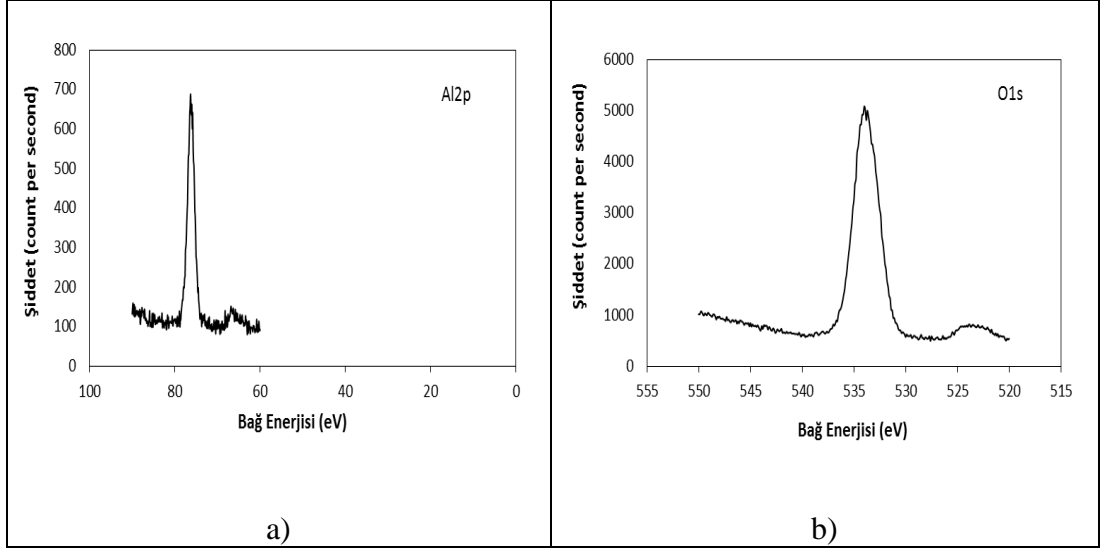 800
700
600
500
400
300
200
100
0
100 80 60 40 20 0
Şiddet (count per second)
Bağ Enerjisi (eV)
Al2p
a)
6000
5000
4000
3000
2000
1000
0
555 550 545 540 535 530 525 520 515
Şiddet (count per second)
Bağ Enerjisi (eV)
O1s
b)